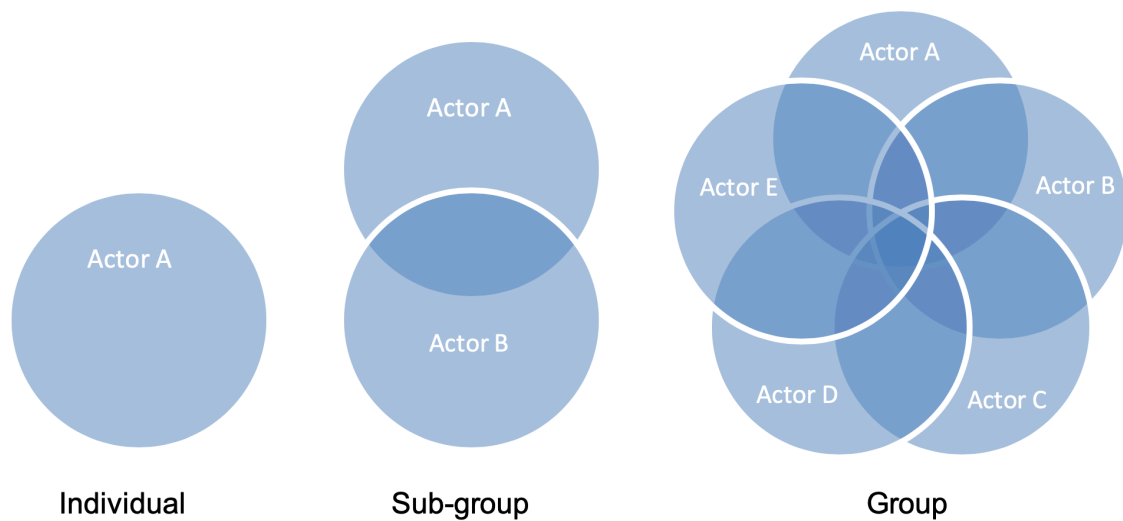 Actor A
Individual
Actor A
Actor B
Sub-group
Actor A
Actor B
Actor C
Actor D
Actor E
Group